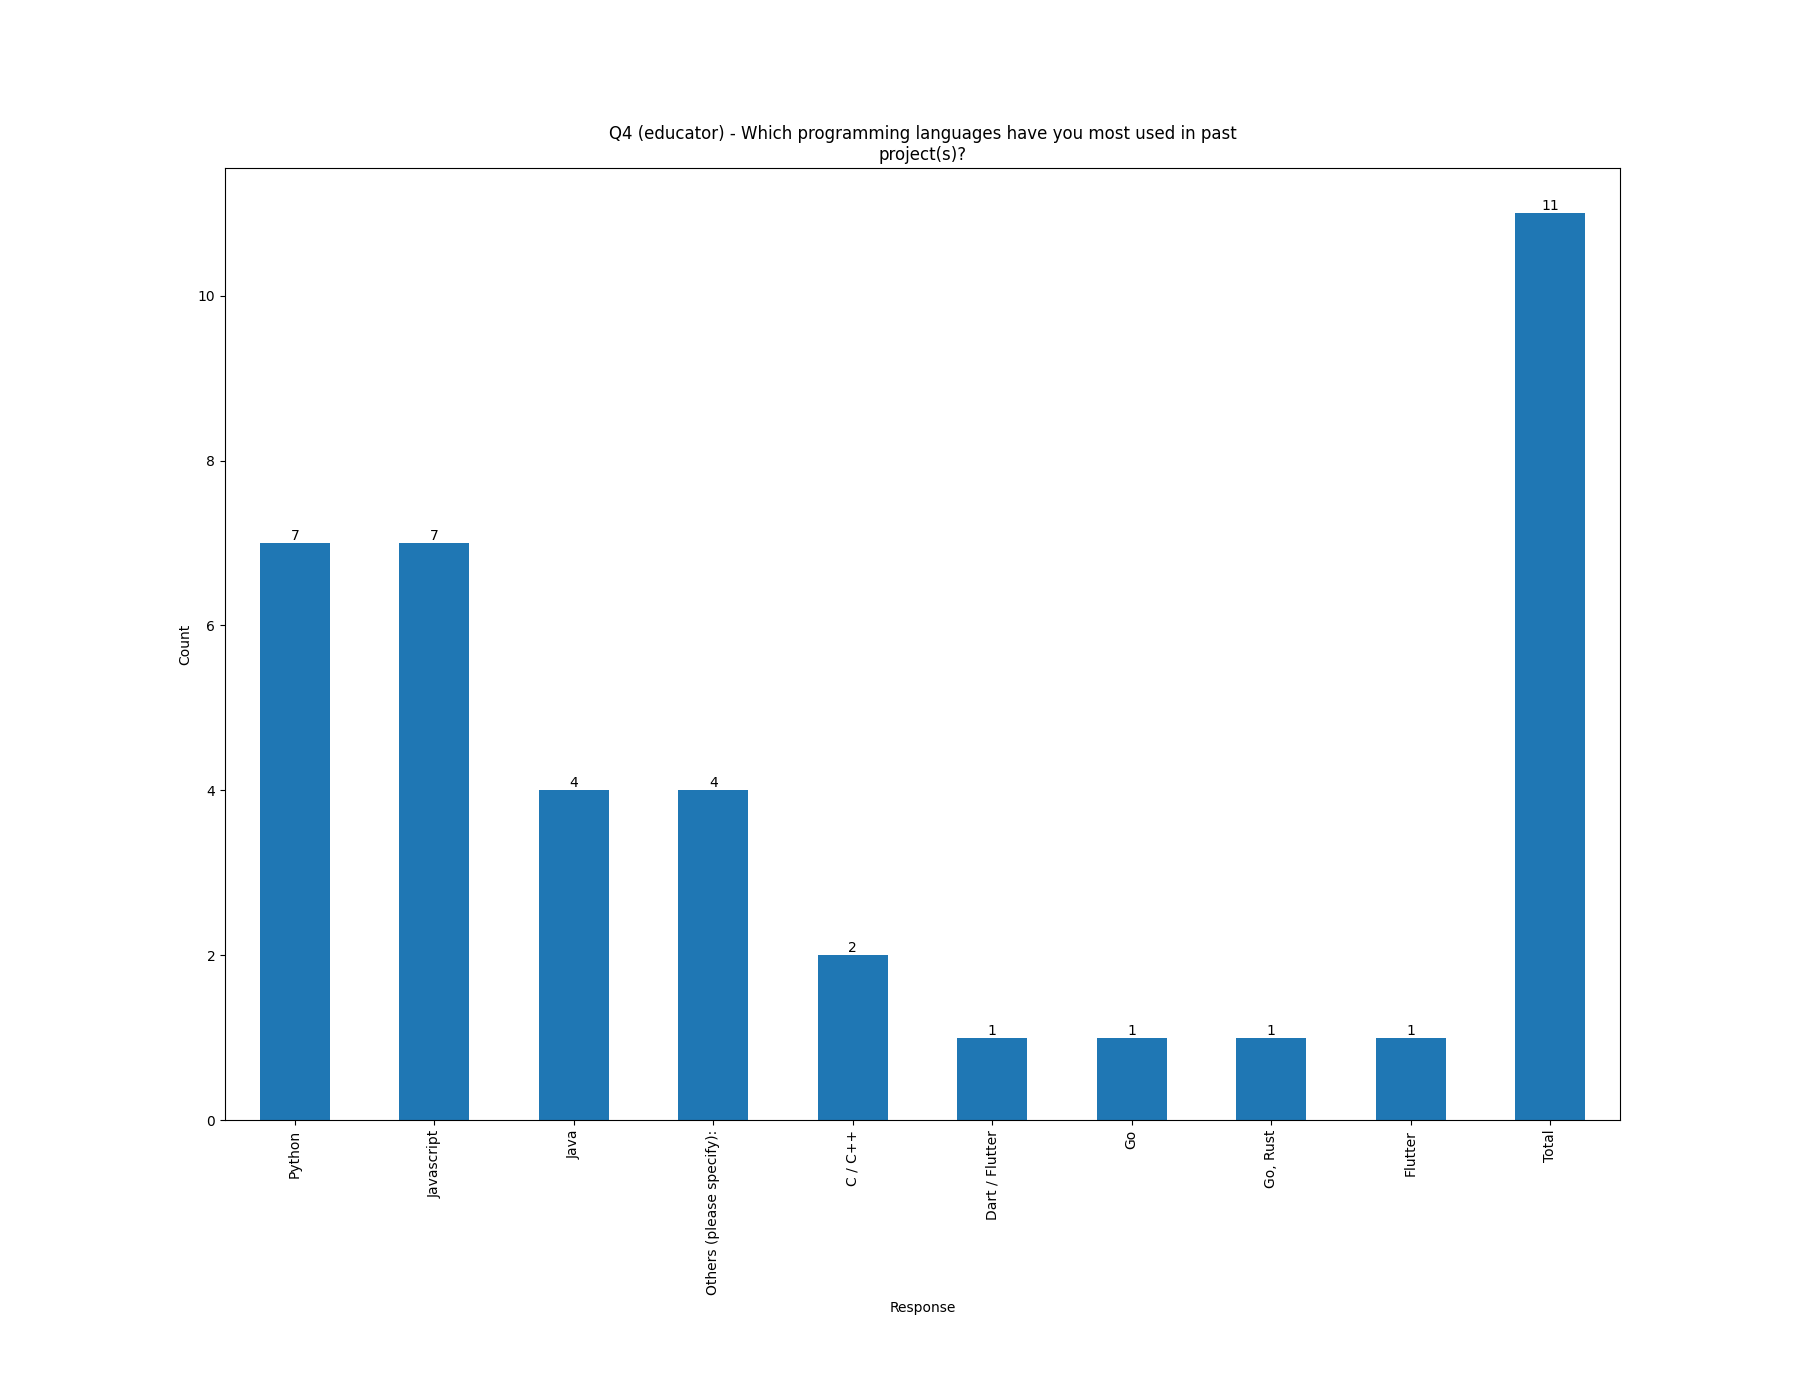 Q4 (educator) - Which programming languages have you most used in past
project(s)?
11
10
8
7
7
6
Count
4
4
4
2
2
1
1
1
1
0
Python
Javascript
Java
Others (please specify):
C / C++
Dart / Flutter
Go
Go, Rust
Flutter
Total
Response